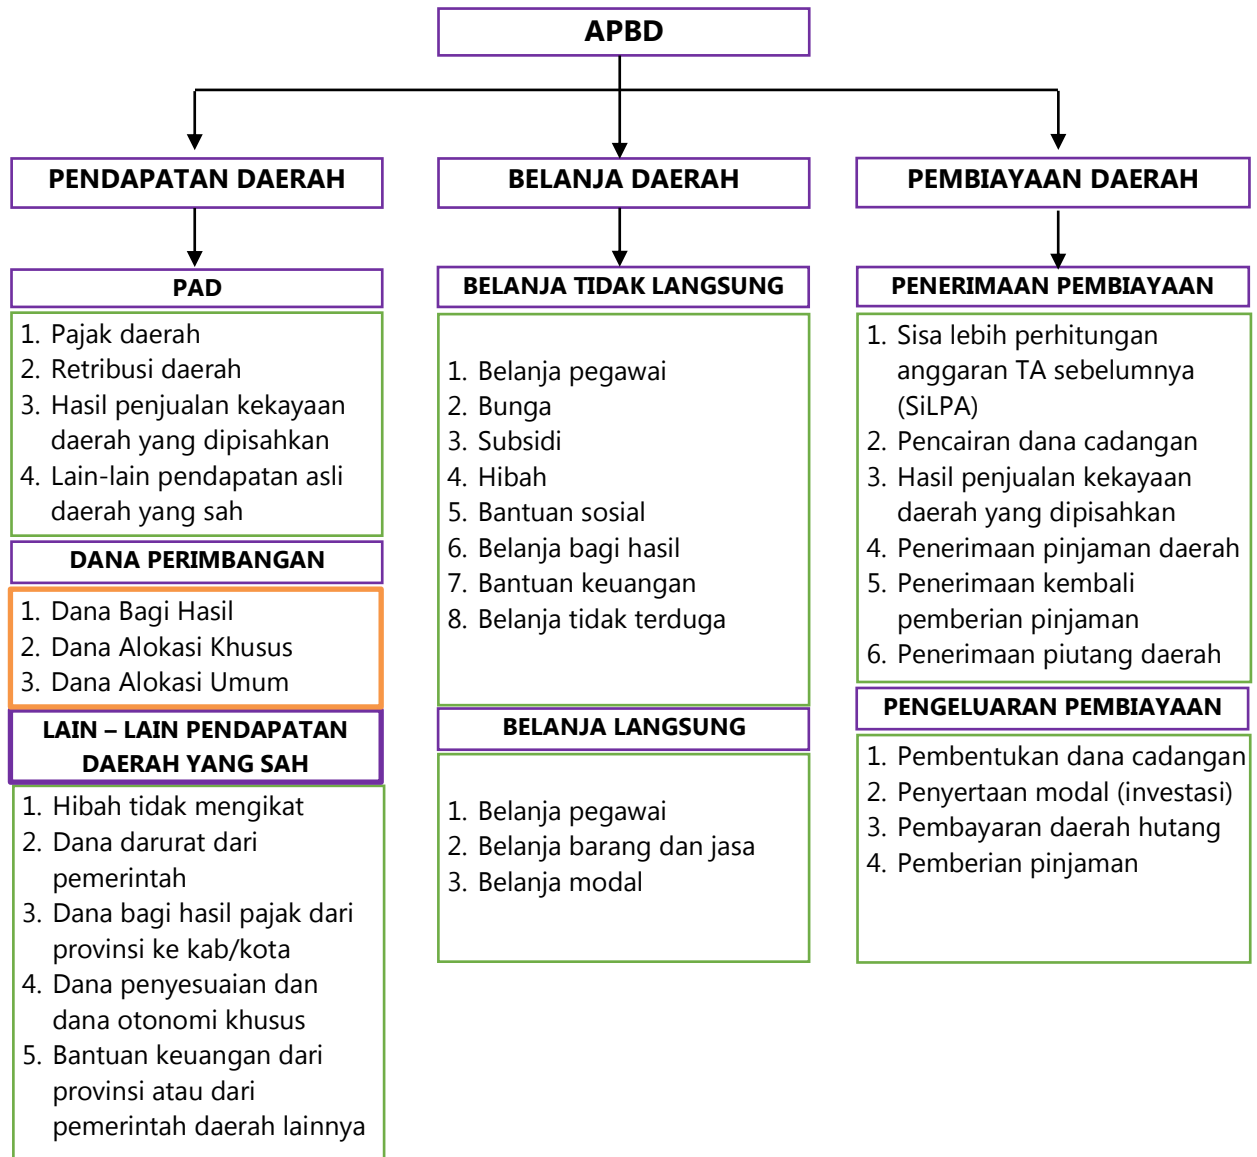 APBD
PENDAPATAN DAERAH
PAD
1. Pajak daerah
2. Retribusi daerah
3. Hasil penjualan kekayaan
daerah yang dipisahkan
4. Lain-lain pendapatan asli
daerah yang sah
DANA PERIMBANGAN
1. Dana Bagi Hasil
2. Dana Alokasi Khusus
3. Dana Alokasi Umum
LAIN – LAIN PENDAPATAN
DAERAH YANG SAH
1. Hibah tidak mengikat
2. Dana darurat dari
pemerintah
3. Dana bagi hasil pajak dari
provinsi ke kab/kota
4. Dana penyesuaian dan
dana otonomi khusus
5. Bantuan keuangan dari
provinsi atau dari
pemerintah daerah lainnya
BELANJA DAERAH
BELANJA TIDAK LANGSUNG
1. Belanja pegawai
2. Bunga
3. Subsidi
4. Hibah
5. Bantuan sosial
6. Belanja bagi hasil
7. Bantuan keuangan
8. Belanja tidak terduga
BELANJA LANGSUNG
1. Belanja pegawai
2. Belanja barang dan jasa
3. Belanja modal
PEMBIAYAAN DAERAH
PENERIMAAN PEMBIAYAAN
1. Sisa lebih perhitungan
anggaran TA sebelumnya
(SiLPA)
2. Pencairan dana cadangan
3. Hasil penjualan kekayaan
daerah yang dipisahkan
4. Penerimaan pinjaman daerah
5. Penerimaan kembali
pemberian pinjaman
6. Penerimaan piutang daerah
PENGELUARAN PEMBIAYAAN
1. Pembentukan dana cadangan
2. Penyertaan modal (investasi)
3. Pembayaran daerah hutang
4. Pemberian pinjaman